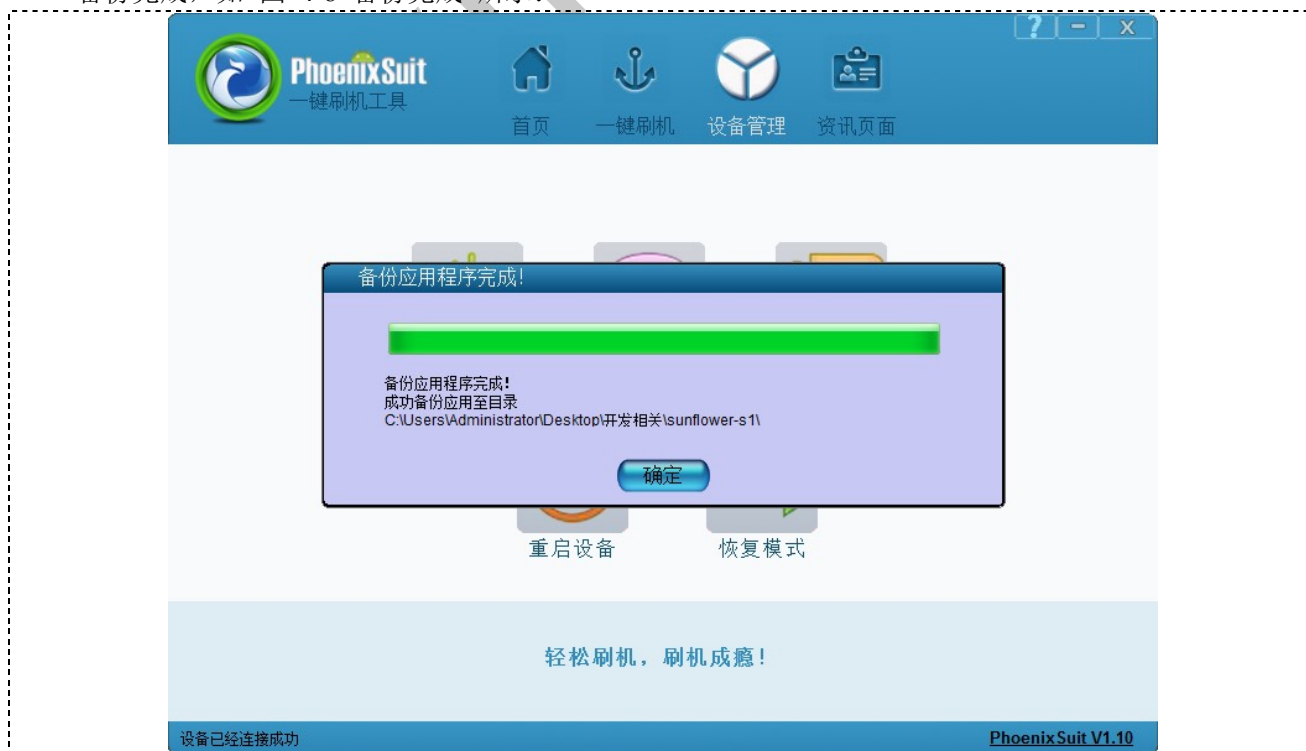 ? - x
PhoenixSuit
一键刷机工具
首页 一键刷机 设备管理 资讯页面
备份应用程序完成!
备份应用程序完成!
成功备份应用至目录
C:\Users\Administrator\Desktop\开发相关\sunflower-s1\
确定
重启设备 恢复模式
轻松刷机，刷机成瘾！
设备已经连接成功 PhoenixSuit V1.10